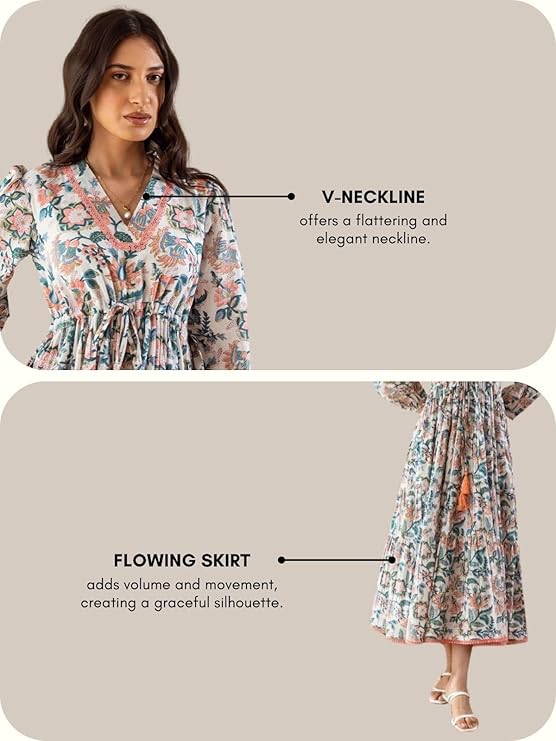 V-NECKLINE
offers a flattering and
elegant neckline.
FLOWING SKIRT
adds volume and movement,
creating a graceful silhouette.